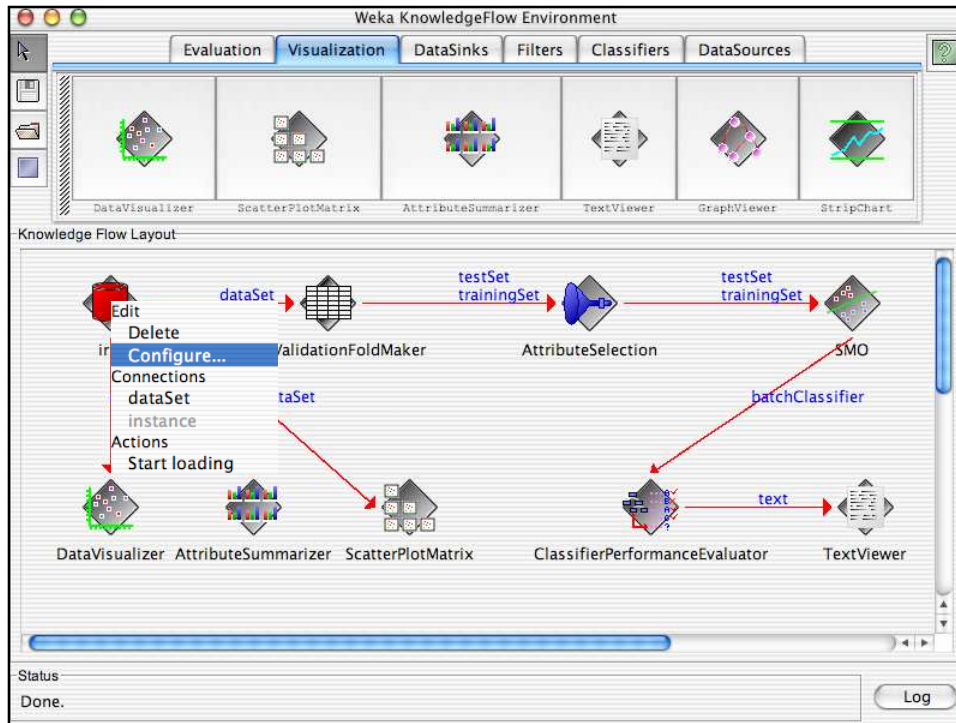 Weka KnowledgeFlow Environment
Evaluation Visualization DataSinks Filters Classifiers DataSources
DataVisualizer ScatterPlotMatrix AttributeSummarizer TextViewer GraphViewer StripChart
Knowledge Flow Layout
dataSet
testSet
trainingSet
testSet
trainingSet
ValidationFoldMaker
AttributeSelection
SMO
Edit
Delete
Configure...
Connections
dataSet
instance
Actions
Start loading
taSet
batchClassifier
text
DataVisualizer AttributeSummarizer ScatterPlotMatrix ClassifierPerformanceEvaluator TextViewer
Status
Done.
Log